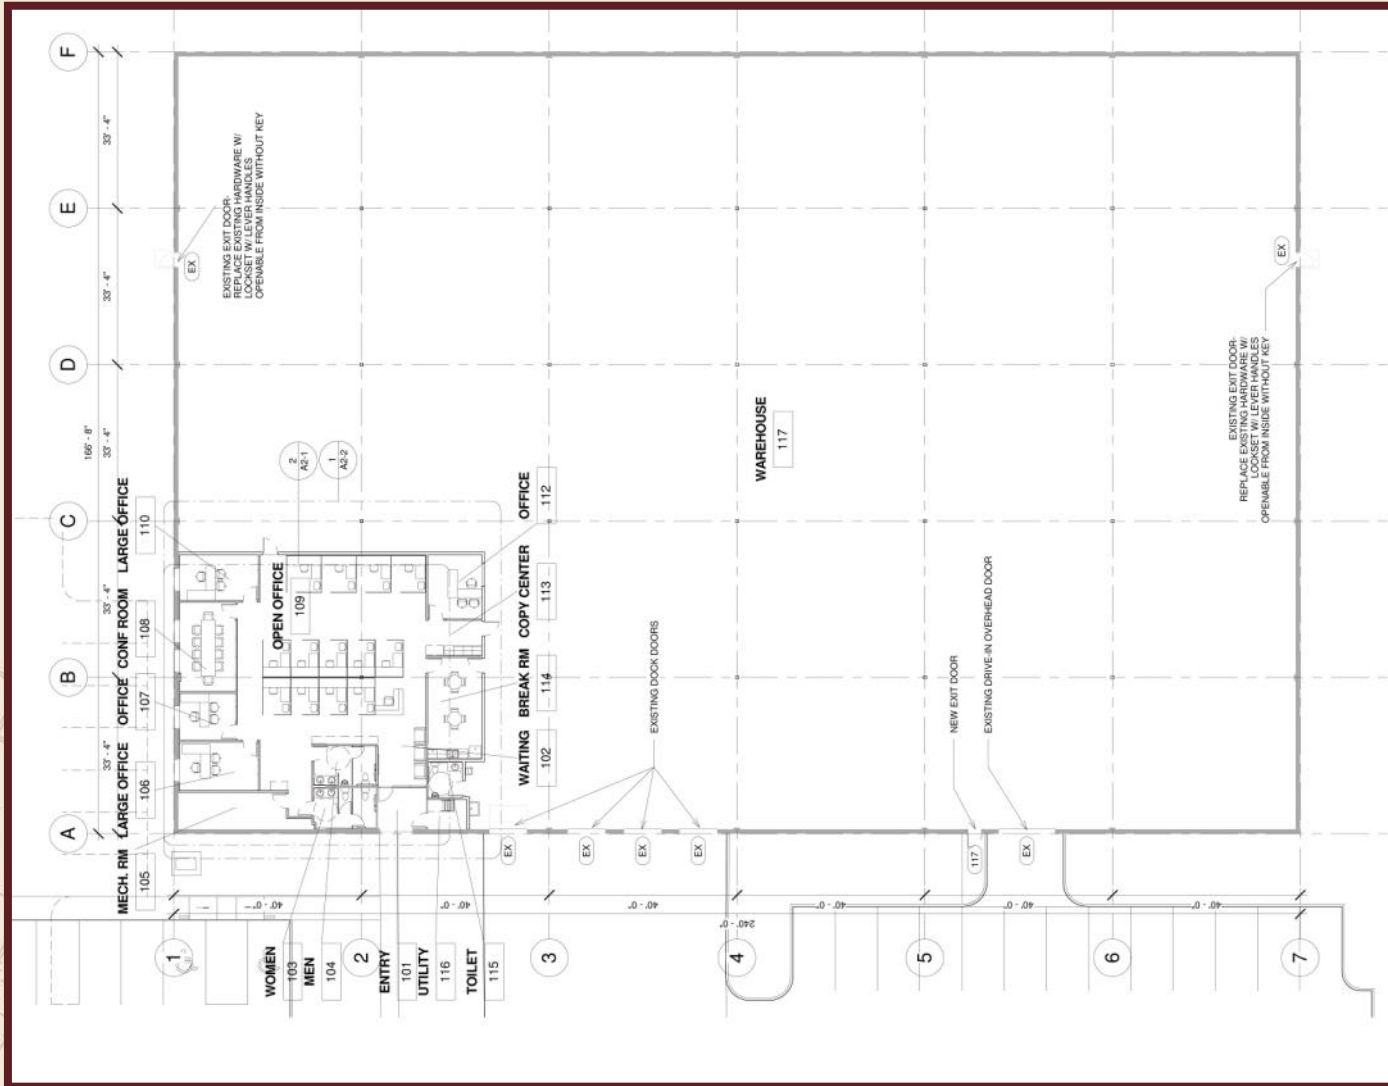 F
E
D
C
B
A
33' - 4"
33' - 4"
33' - 4"
33' - 4"
33' - 4"
166' - 8"
EXISTING EXIT DOOR-
REPLACE EXISTING HARDWARE W/
LOCKSET W/ LEVER HANDLES
OPENABLE FROM INSIDE WITHOUT KEY
EX
EXISTING EXIT DOOR-
REPLACE EXISTING HARDWARE W/
LOCKSET W/ LEVER HANDLES
OPENABLE FROM INSIDE WITHOUT KEY
EX
WAREHOUSE
117
2
A2-1
1
A2-2
MECH. RM
105
LARGE OFFICE
106
OFFICE
107
CONF ROOM
108
LARGE OFFICE
110
OPEN OFFICE
109
WAITING
102
BREAK RM
114
COPY CENTER
113
OFFICE
112
EXISTING DOCK DOORS
NEW EXIT DOOR
EXISTING DRIVE-IN OVERHEAD DOOR
EX
EX
EX
EX
117
EX
40' - 0"
40' - 0"
40' - 0"
40' - 0"
40' - 0"
40' - 0"
240' - 0"
WOMEN
103
MEN
104
ENTRY
101
UTILITY
116
TOILET
115
1
2
3
4
5
6
7